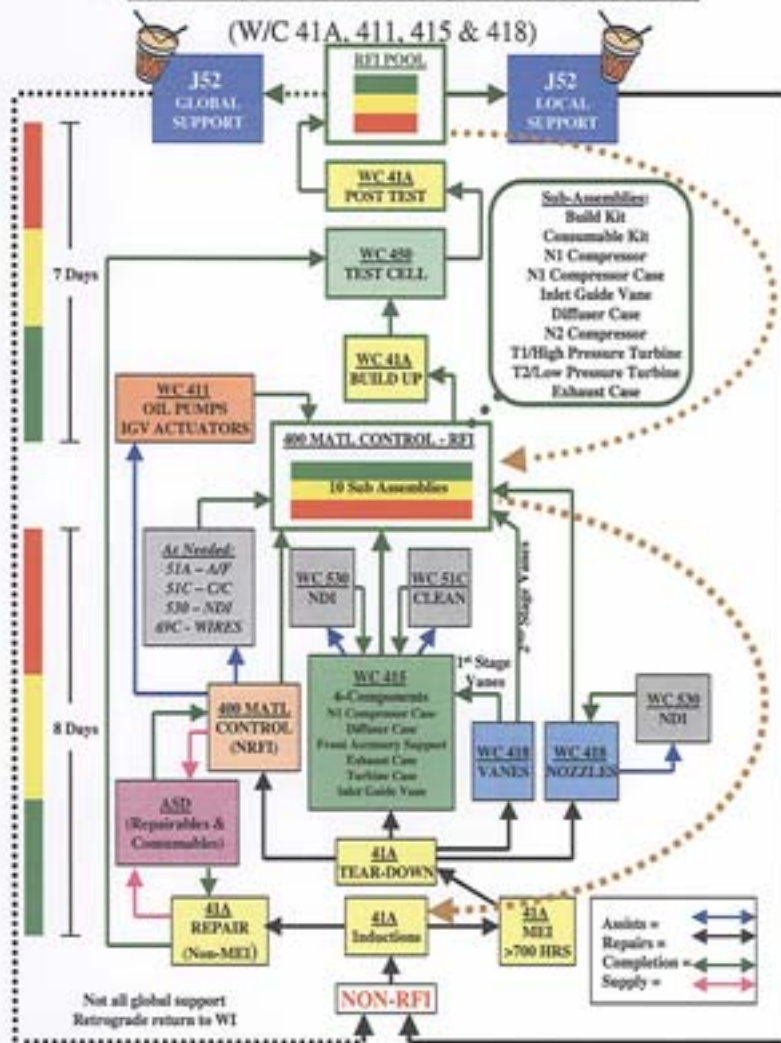 (W/C 41A, 411, 415 & 418)
J52
GLOBAL
SUPPORT
RFI POOL
J52
LOCAL
SUPPORT
WC 41A
POST TEST
WC 450
TEST CELL
Sub-Assemblies:
Build Kit
Consumable Kit
N1 Compressor
N1 Compressor Case
Inlet Guide Vane
Diffuser Case
N2 Compressor
T1/High Pressure Turbine
T2/Low Pressure Turbine
Exhaust Case
7 Days
WC 41A
BUILD UP
WC 411
OIL PUMPS
IGV ACTUATORS
400 MATL CONTROL - RFI
10 Sub Assemblies
As Needed:
51A – A/F
51C – C/C
530 – NDI
69C - WIRES
WC 530
NDI
WC 51C
CLEAN
2nd Stage Vanes
1st Stage
Vanes
8 Days
400 MATL
CONTROL
(NRFI)
WC 415
4-Components
N1 Compressor Case
Diffuser Case
Front Accessory Support
Exhaust Case
Turbine Case
Inlet Guide Vane
WC 418
VANES
WC 418
NOZZLES
WC 530
NDI
ASD
(Repairables &
Consumables)
41A
TEAR-DOWN
41A
REPAIR
(Non-MEI)
41A
Inductions
41A
MEI
>700 HRS
Assists =
Repairs =
Completion =
Supply =
Not all global support
Retrograde return to WI
NON-RFI